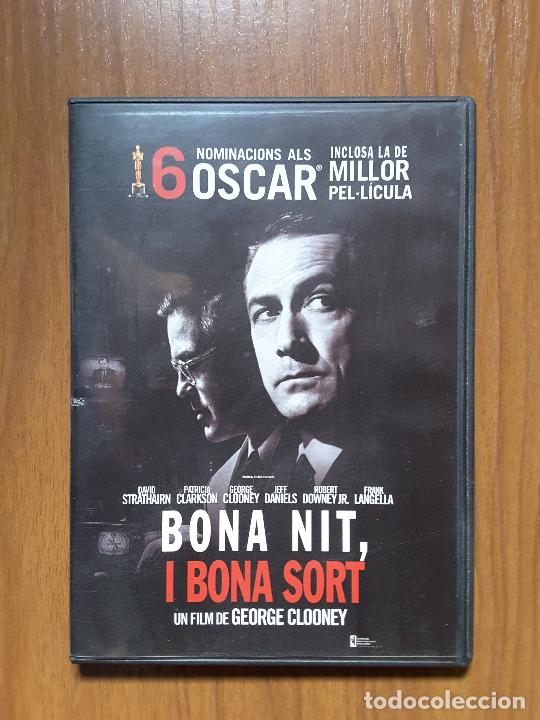 6 NOMINACIONS ALS OSCAR®
INCLOSA LA DE
MILLOR
PEL·LÍCULA
DAVID STRATHAIRN PATRICIA CLARKSON GEORGE CLOONEY JEFF DANIELS ROBERT DOWNEY JR. FRANK LANGELLA
BONA NIT,
I BONA SORT
UN FILM DE GEORGE CLOONEY
todocoleccion.net